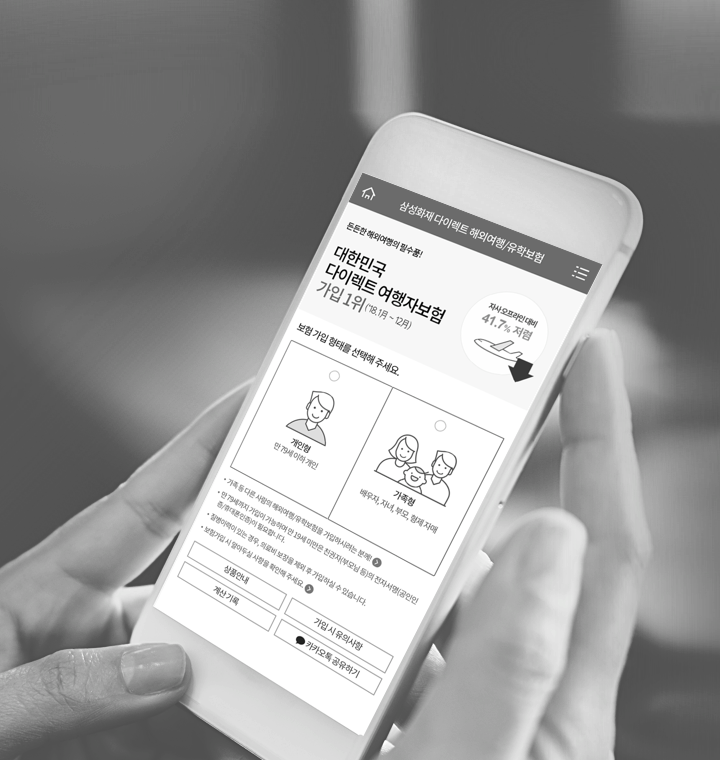 삼성화재 다이렉트 해외여행/유학보험
든든한 해외여행의 필수품!
대한민국
다이렉트 여행자보험
가입 1위('18.1月 ~ 12月)
자사 오프라인 대비
41.7% 저렴
보험 가입 형태를 선택해 주세요.
개인형
만 79세 이하 개인
가족형
배우자, 자녀, 부모, 형제 자매
• 가족 등 다른 사람의 해외여행/유학보험을 가입하시려는 분께!
• 만 79세까지 가입이 가능하며 만 19세 미만은 친권자(부모님 등)의 전자서명(공인인
증/휴대폰인증)이 필요합니다.
• 질병이력이 있는 경우, 의료비 보장을 제외 후 가입하실 수 있습니다.
• 보험가입 시 알아두실 사항을 확인해 주세요
상품안내
가입 시 유의사항
계산 기록
카카오톡 공유하기